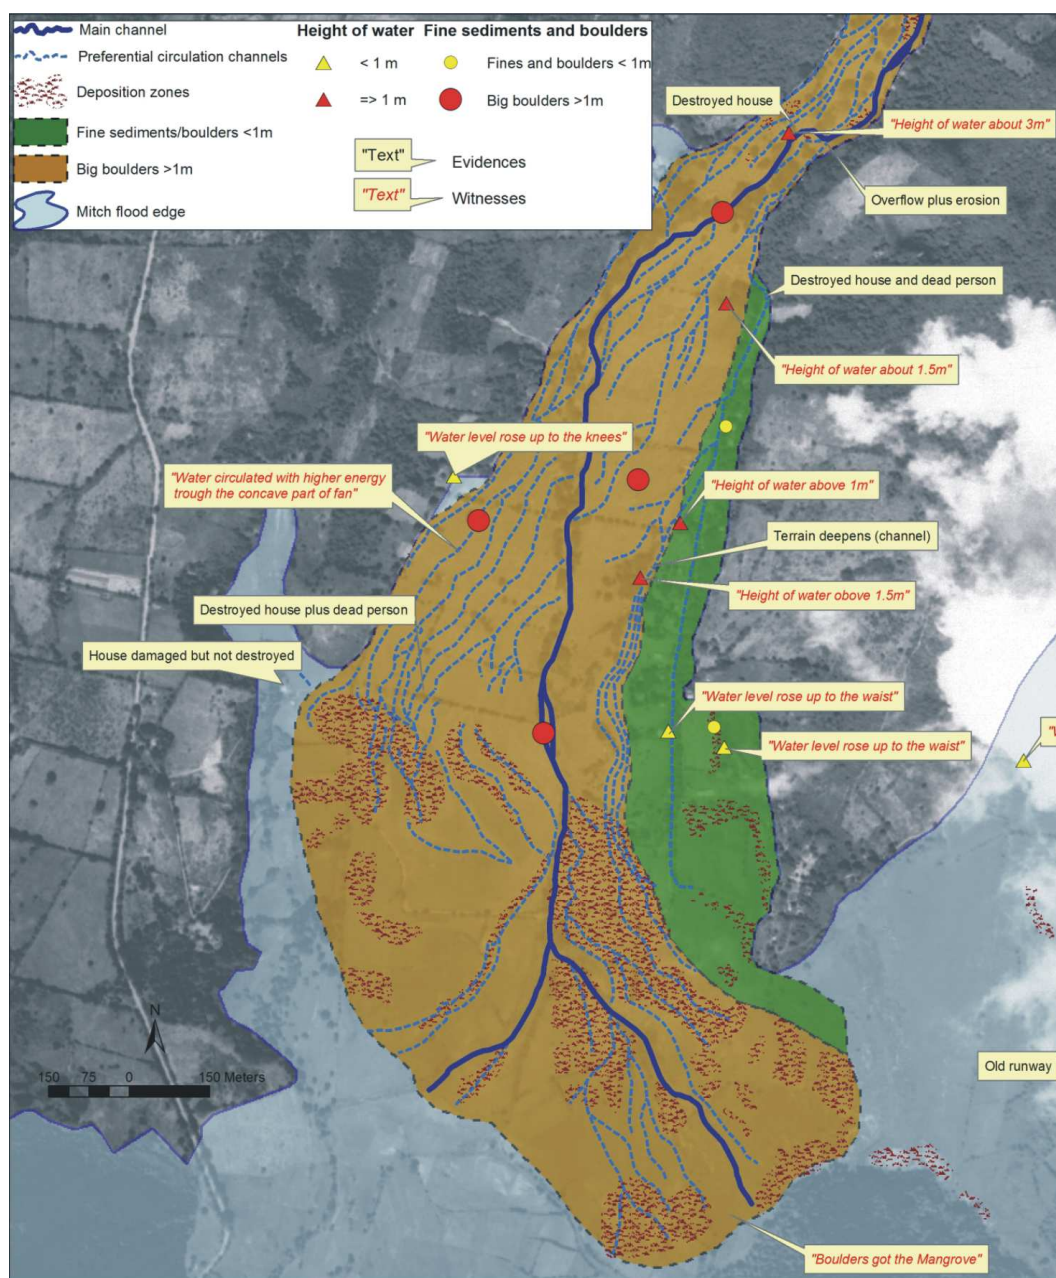 Main channel
Preferential circulation channels
Deposition zones
Fine sediments/boulders <1m
Big boulders >1m
Mitch flood edge
Height of water
< 1 m
=> 1 m
Fine sediments and boulders
Fines and boulders < 1m
Big boulders >1m
"Text"
Evidences
"Text"
Witnesses
Destroyed house
"Height of water about 3m"
Overflow plus erosion
Destroyed house and dead person
"Height of water about 1.5m"
"Water level rose up to the knees"
"Water circulated with higher energy
trough the concave part of fan"
"Height of water above 1m"
Terrain deepens (channel)
"Height of water obove 1.5m"
Destroyed house plus dead person
House damaged but not destroyed
"Water level rose up to the waist"
"Water level rose up to the waist"
N
150 75 0 150 Meters
Old runway
"Boulders got the Mangrove"